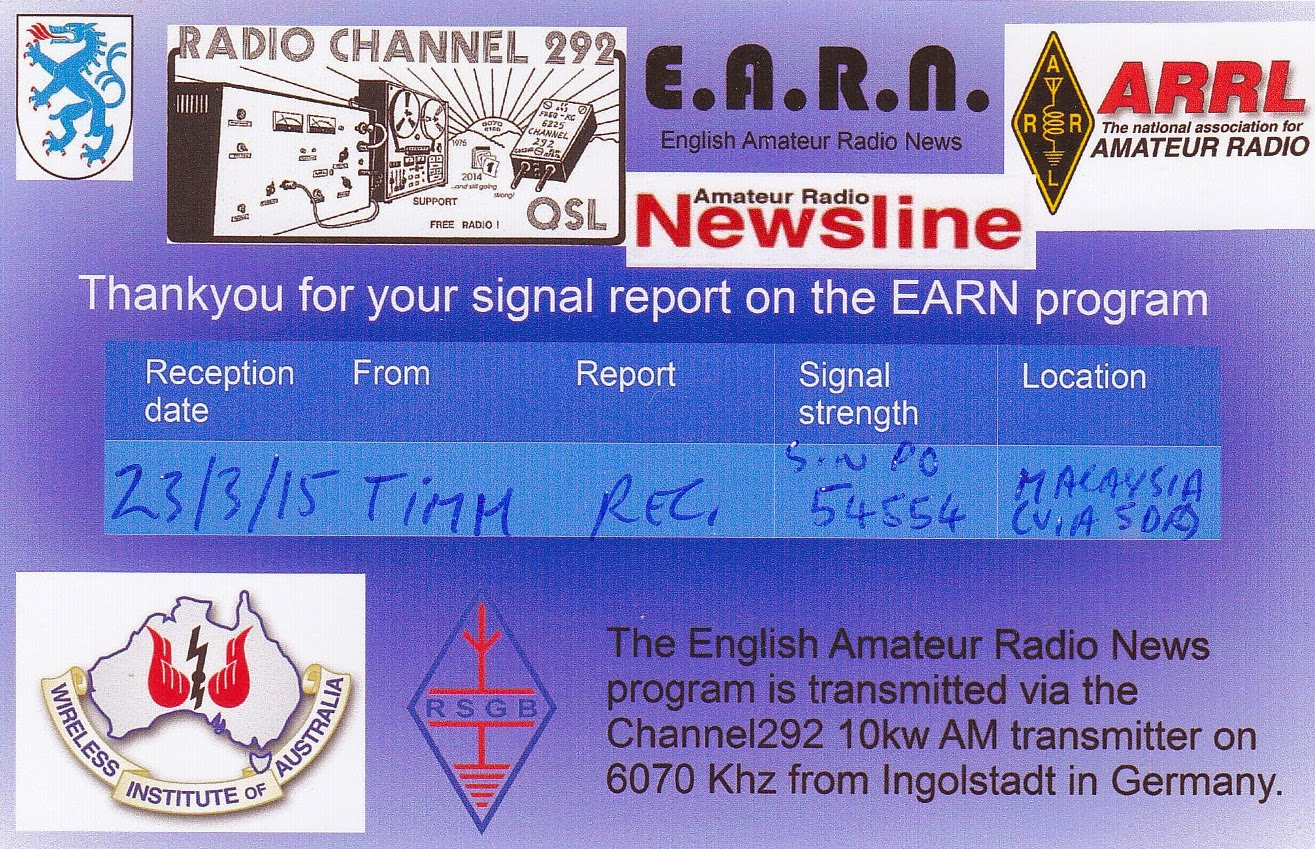 RADIO CHANNEL 292
FREQ-KC
6225
CHANNEL
292
6070
1975
2014
...and still going
strong!
SUPPORT
FREE RADIO !
QSL
E.A.R.N.
English Amateur Radio News
A
R R
L
ARRL
The national association for
AMATEUR RADIO
Amateur Radio
Newsline
Thankyou for your signal report on the EARN program
Reception
date
From
Report
Signal
strength
Location
23/3/15
TIMM
REC.
S.N PO
54554
MALAYSIA
(VIA SDR)
WIRELESS
INSTITUTE OF
AUSTRALIA
RSGB
The English Amateur Radio News
program is transmitted via the
Channel292 10kw AM transmitter on
6070 Khz from Ingolstadt in Germany.